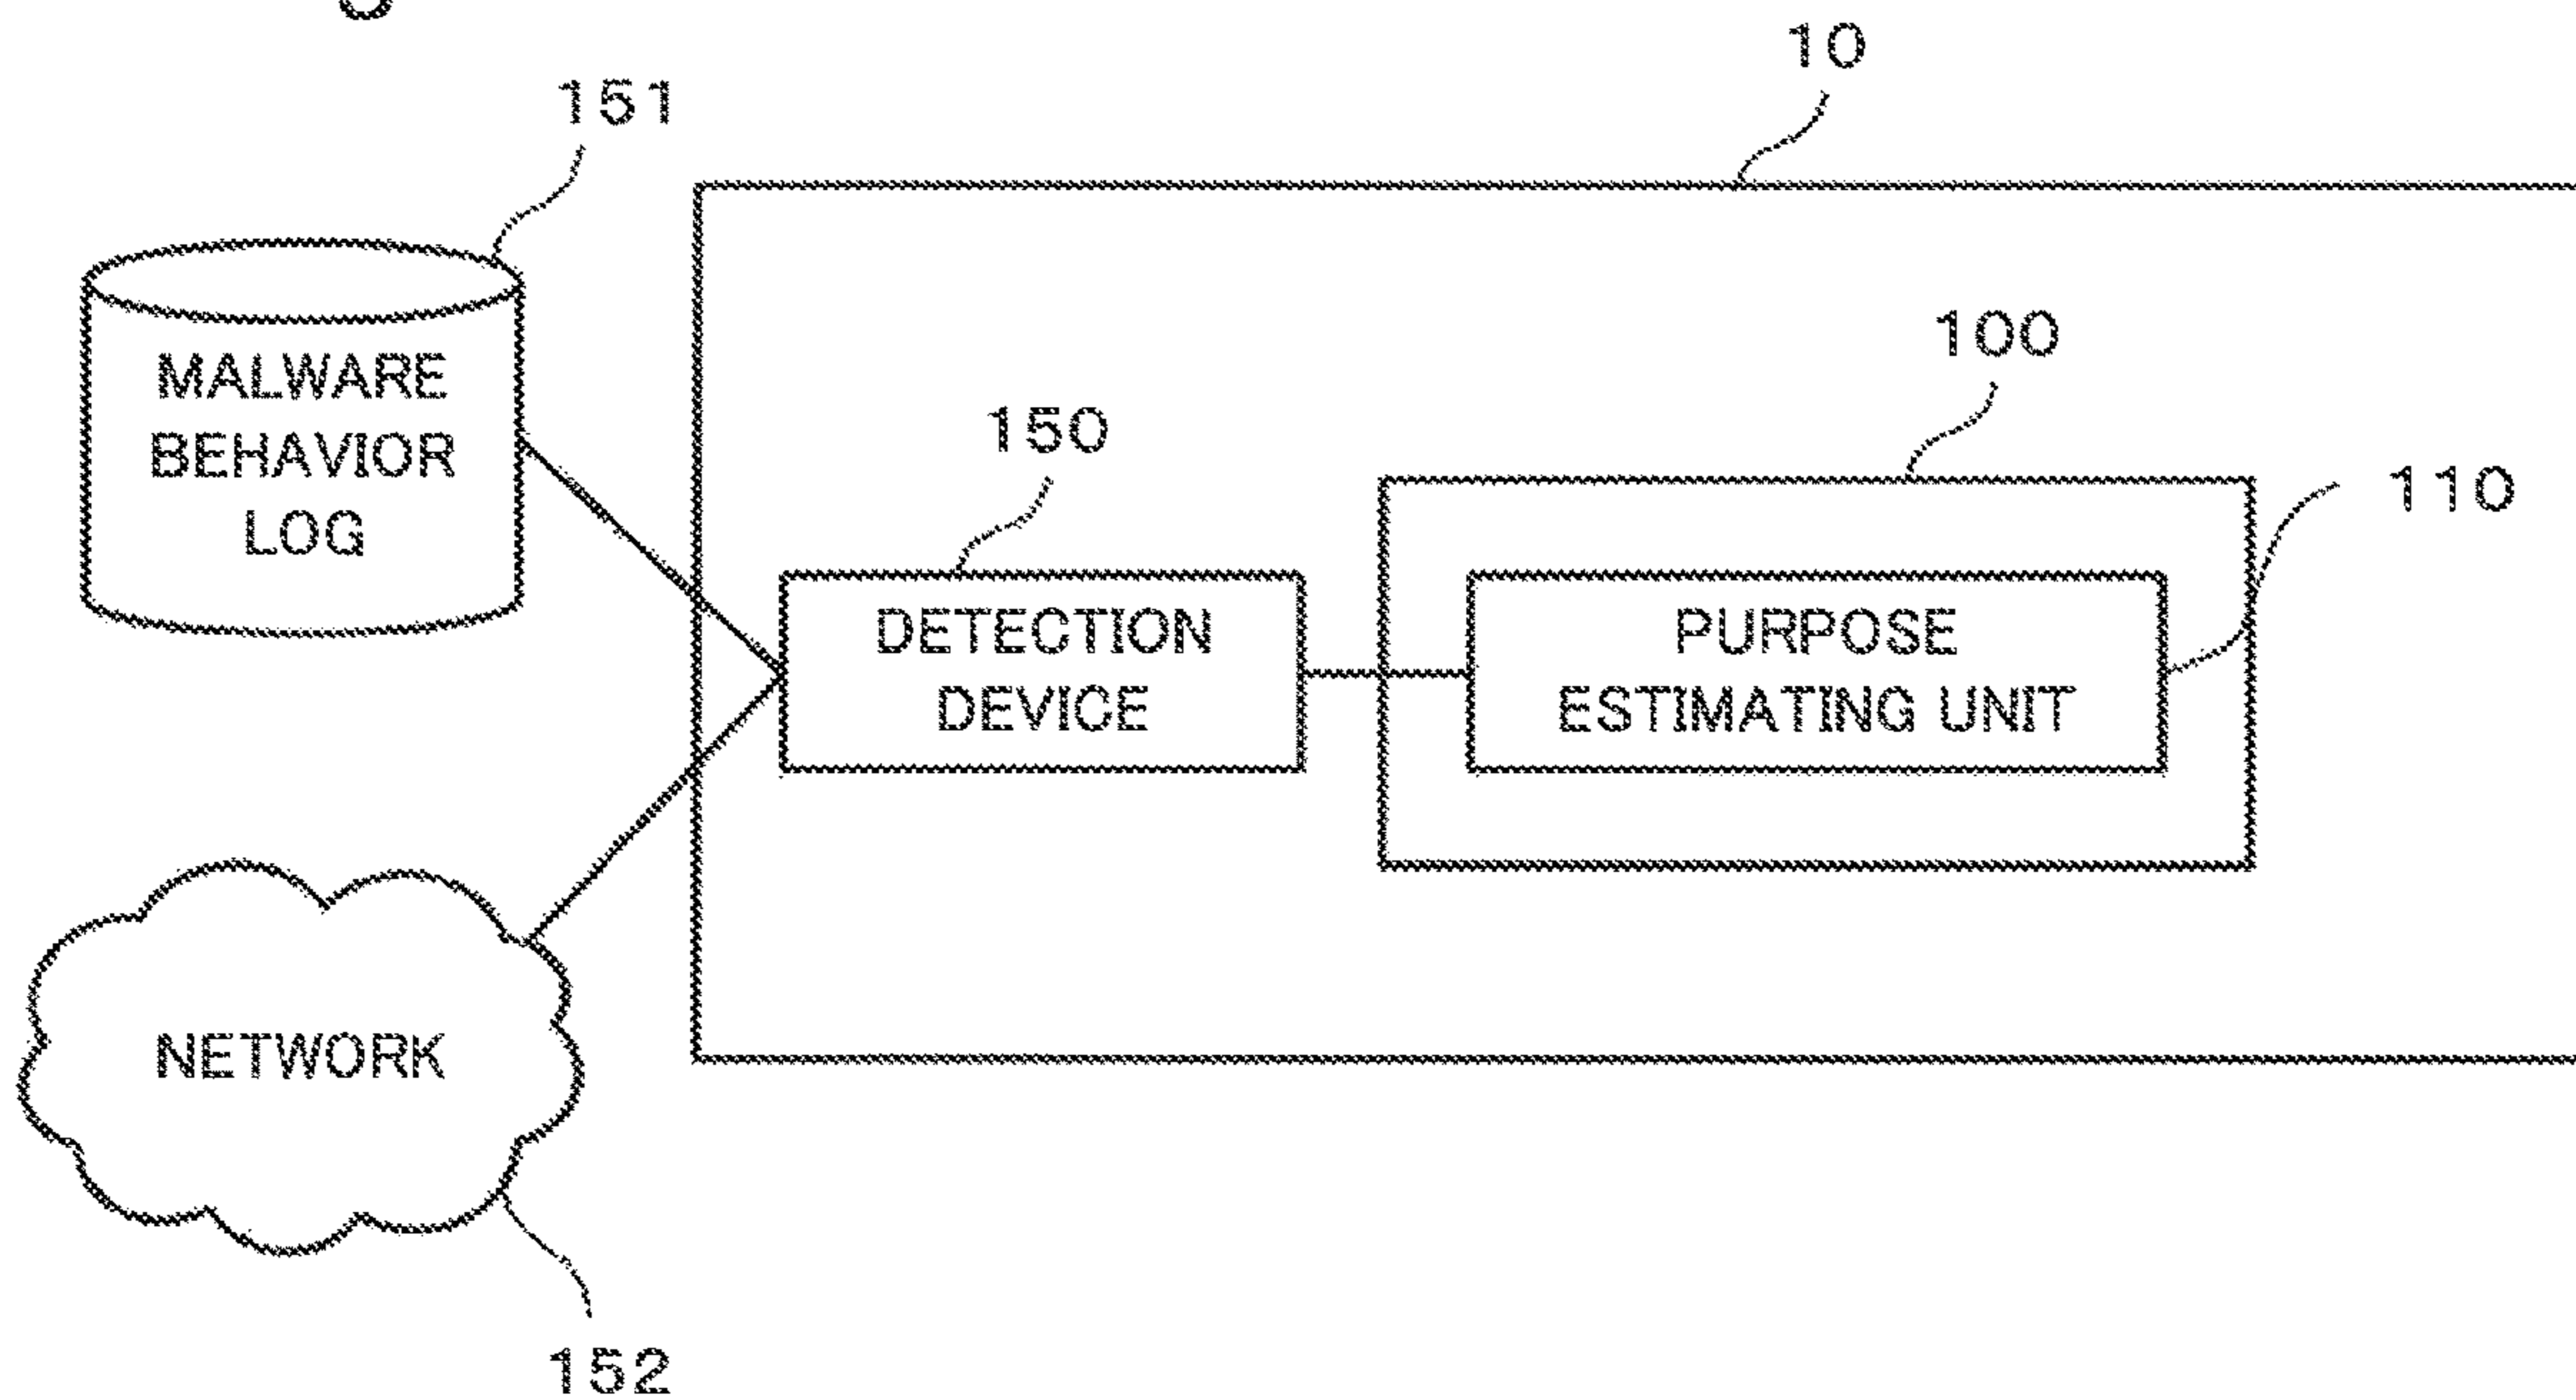 10
151
100
150
110
MALWARE
BEHAVIOR
LOG
DETECTION
DEVICE
PURPOSE
ESTIMATING UNIT
NETWORK
152